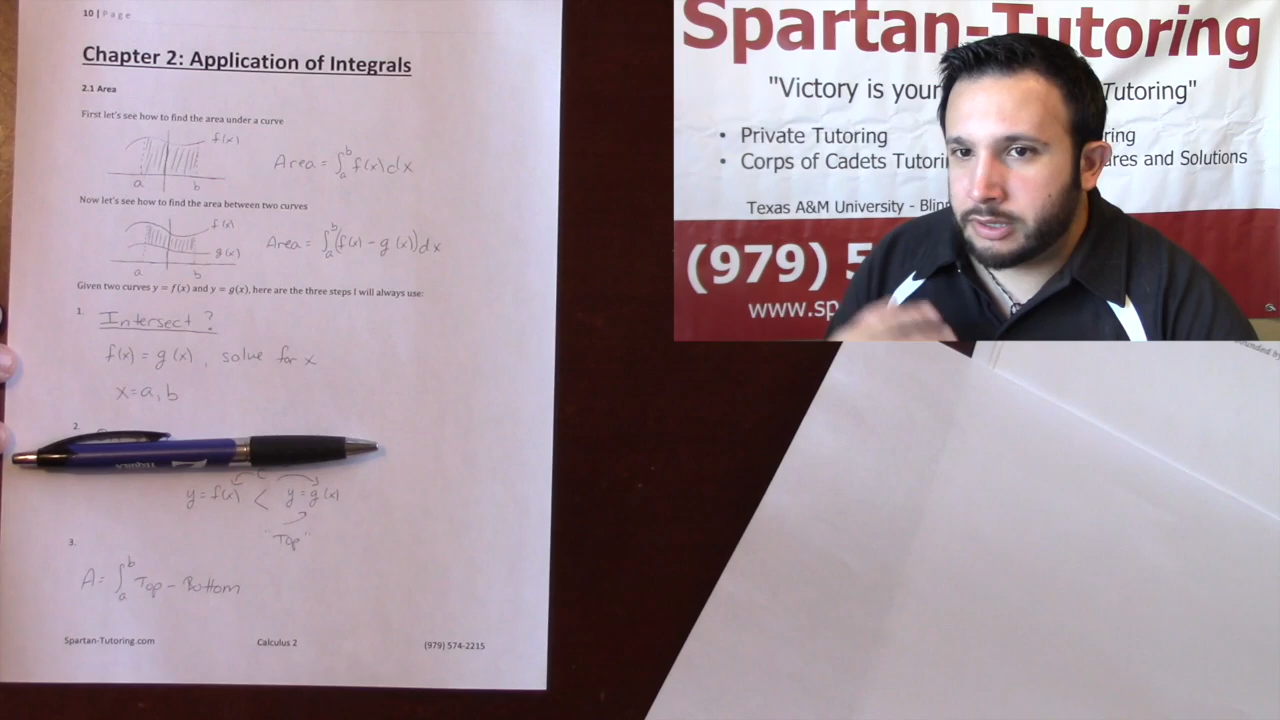 10 | Page
Chapter 2: Application of Integrals
2.1 Area
First let's see how to find the area under a curve
f(x)
Area = ∫ₐᵇ f(x) dx
a b
Now let's see how to find the area between two curves
f(x)
g(x)
Area = ∫ₐᵇ (f(x) - g(x)) dx
a b
Given two curves y = f(x) and y = g(x), here are the three steps I will always use:
1.
Intersect?
f(x) = g(x), solve for x
x=a, b
2.
y=f(x) < y=g(x)
"Top"
3.
A= ∫ₐᵇ Top - Bottom
Spartan-Tutoring.com Calculus 2 (979) 574-2215
Spartan-Tutoring
"Victory is your Tutoring"
• Private Tutoring
• Corps of Cadets
and Solutions
Texas A&M University -
(979) 5
www.sp